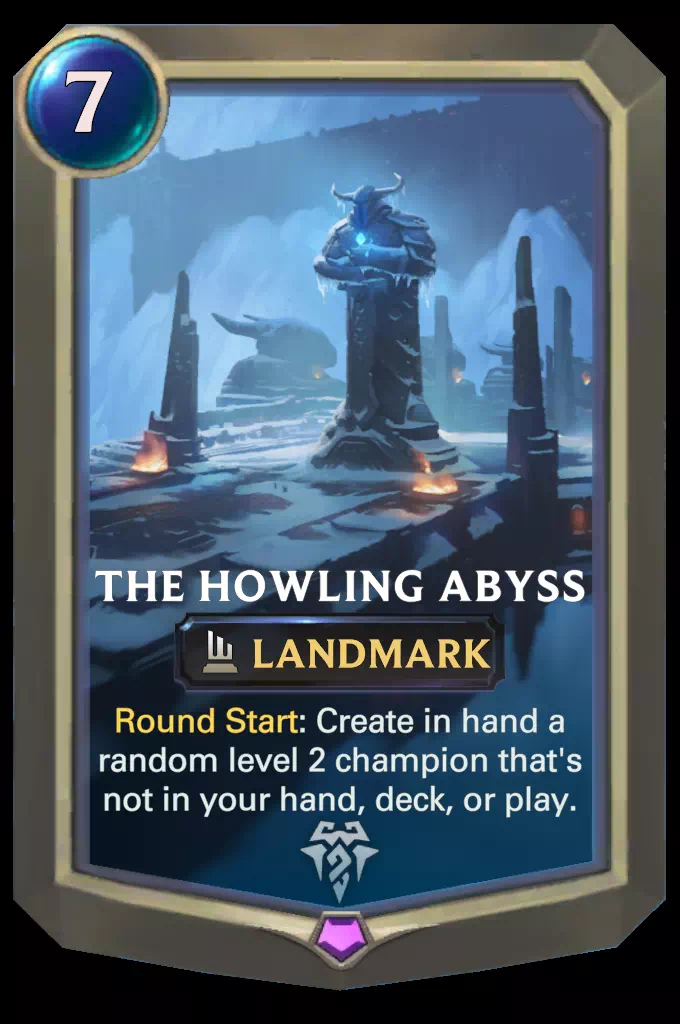 7
THE HOWLING ABYSS
LANDMARK
Round Start: Create in hand a
random level 2 champion that's
not in your hand, deck, or play.